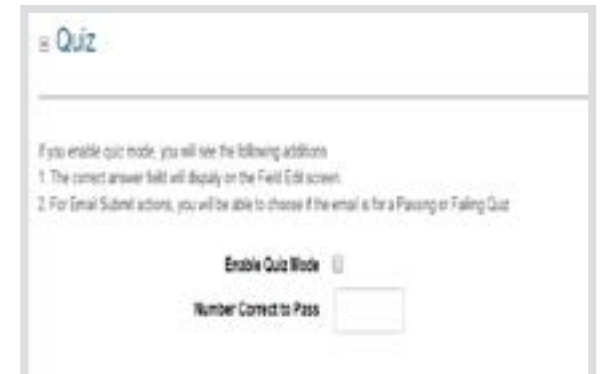 Quiz
If you enable quiz mode, you will see the following additions
1. The correct answer field will dispaly on the Field Edit screen.
2. For Email Submit actions, you will be able to choose if the email is for a Passing or Failing Quiz
Enable Quiz Mode
Number Correct to Pass